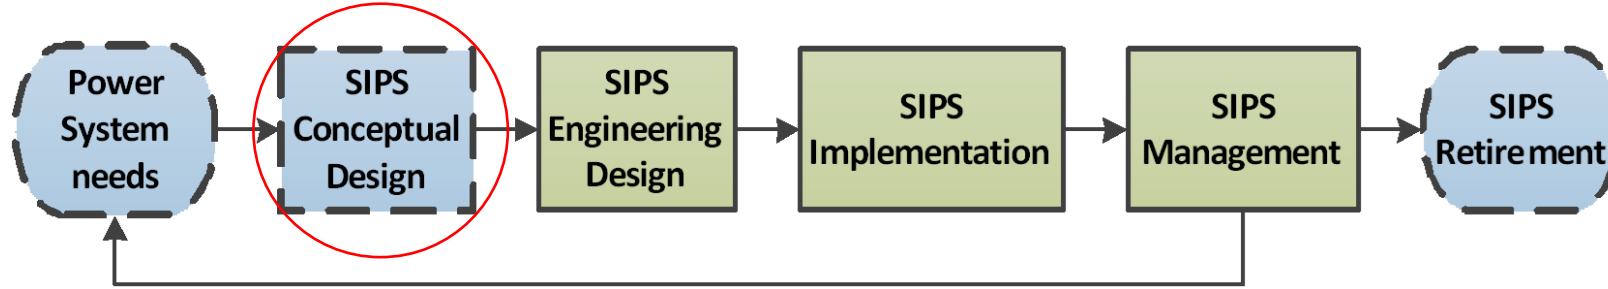 Power
System
needs
SIPS
Conceptual
Design
SIPS
Engineering
Design
SIPS
Implementation
SIPS
Management
SIPS
Retirement